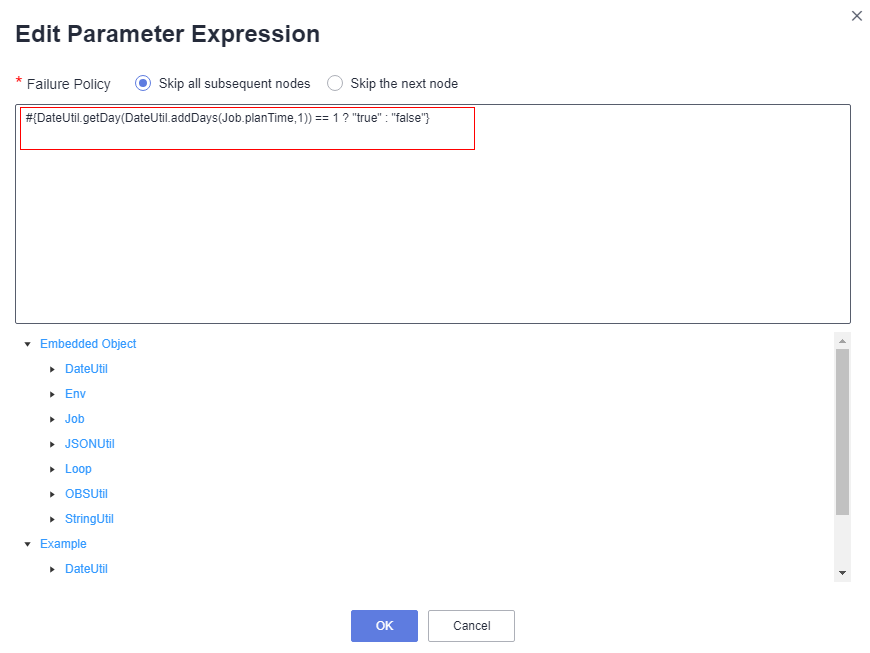 Edit Parameter Expression
* Failure Policy Skip all subsequent nodes Skip the next node
#{DateUtil.getDay(DateUtil.addDays(Job.planTime,1)) == 1 ? "true" : "false"}
Embedded Object
DateUtil
Env
Job
JSONUtil
Loop
OBSUtil
StringUtil
Example
DateUtil
OK Cancel